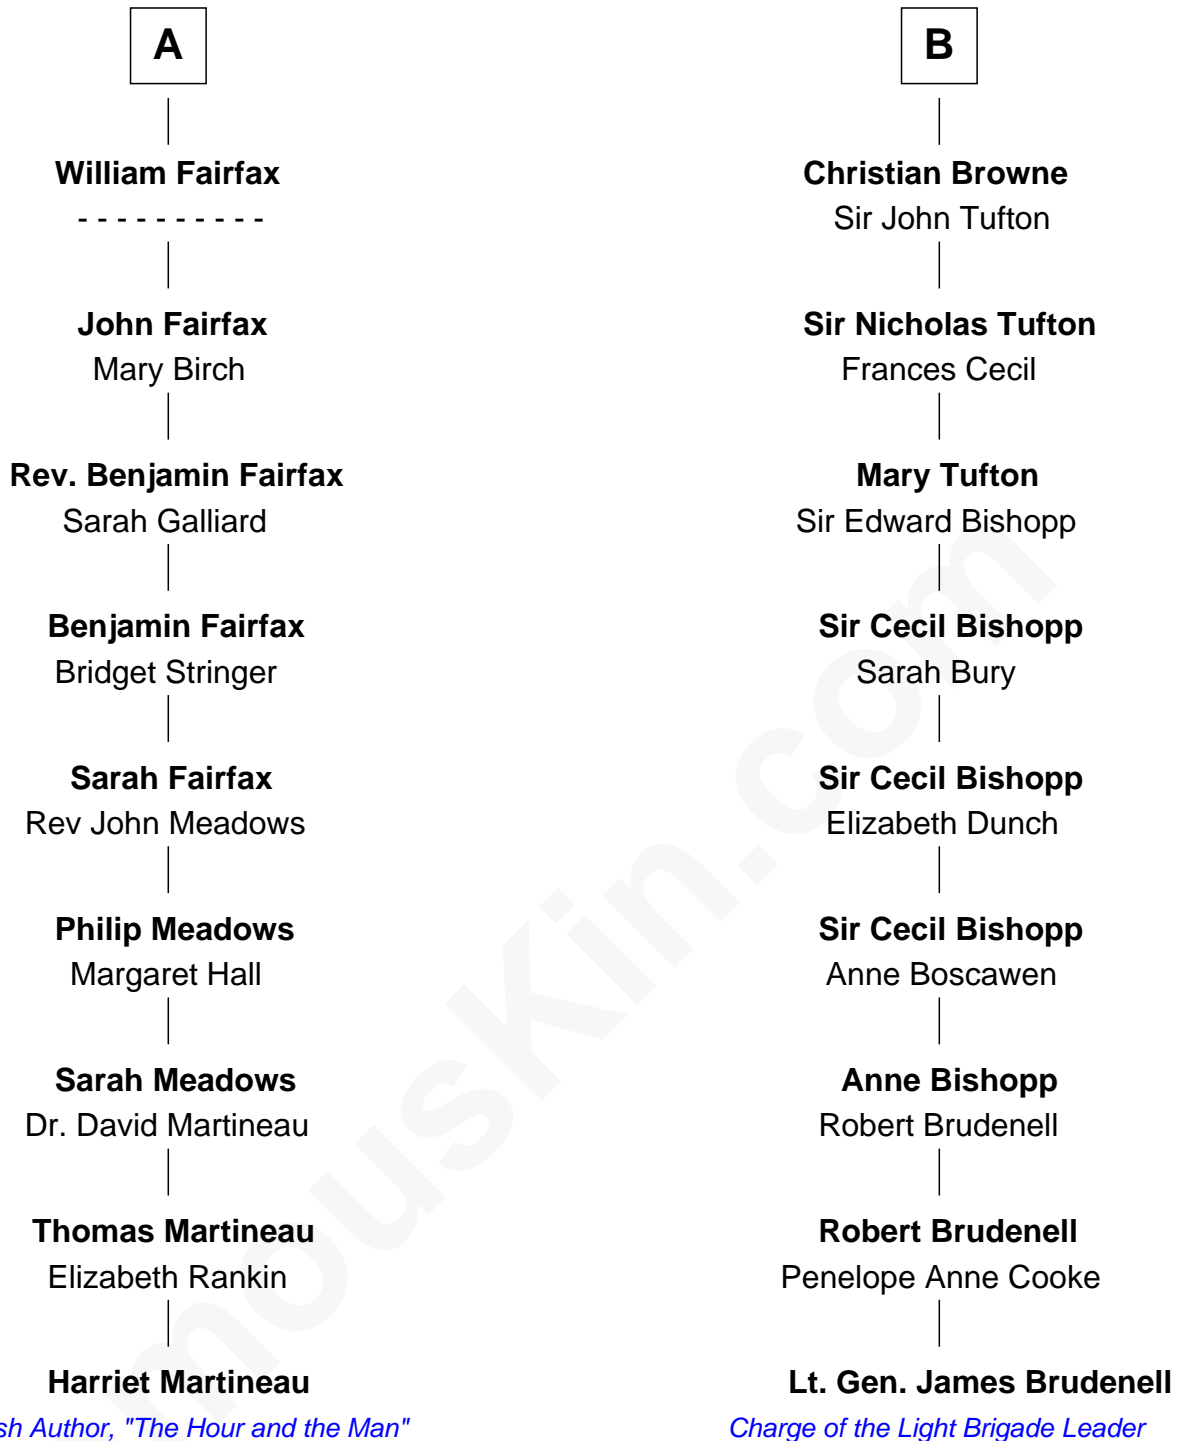 A
William Fairfax
- - - - - - - - - -
John Fairfax
Mary Birch
Rev. Benjamin Fairfax
Sarah Galliard
Benjamin Fairfax
Bridget Stringer
Sarah Fairfax
Rev John Meadows
Philip Meadows
Margaret Hall
Sarah Meadows
Dr. David Martineau
Thomas Martineau
Elizabeth Rankin
Harriet Martineau
Author, "The Hour and the Man"
B
Christian Browne
Sir John Tufton
Sir Nicholas Tufton
Frances Cecil
Mary Tufton
Sir Edward Bishopp
Sir Cecil Bishopp
Sarah Bury
Sir Cecil Bishopp
Elizabeth Dunch
Sir Cecil Bishopp
Anne Boscawen
Anne Bishopp
Robert Brudenell
Robert Brudenell
Penelope Anne Cooke
Lt. Gen. James Brudenell
Charge of the Light Brigade Leader
mouskin.com